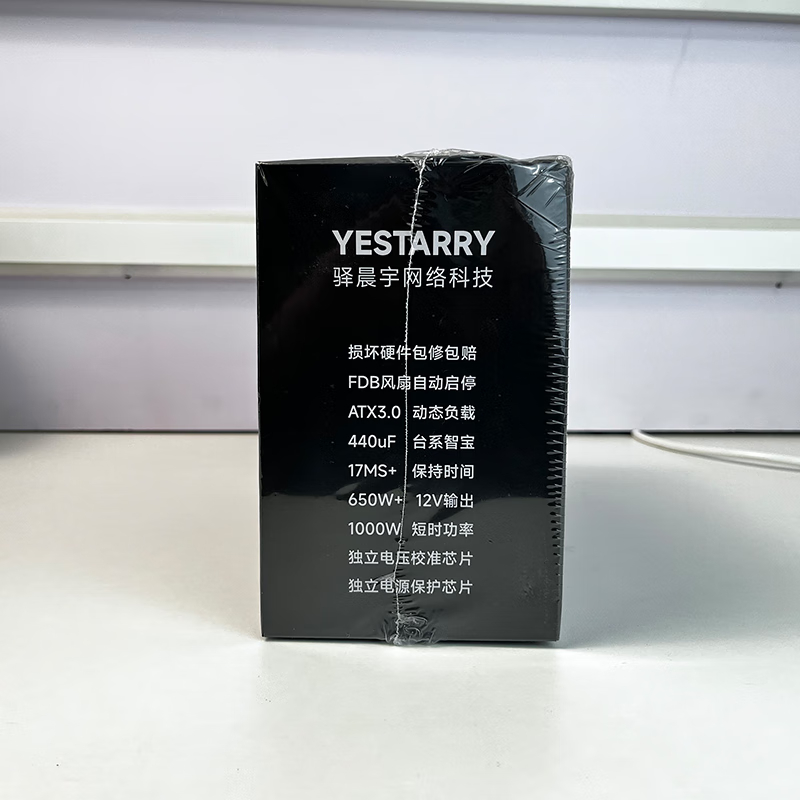 YESTARRY
驿晨宇网络科技
损坏硬件包修包赔
FDB风扇自动启停
ATX3.0 动态负载
440uF 台系智宝
17MS+ 保持时间
650W+ 12V输出
1000W 短时功率
独立电压校准芯片
独立电源保护芯片